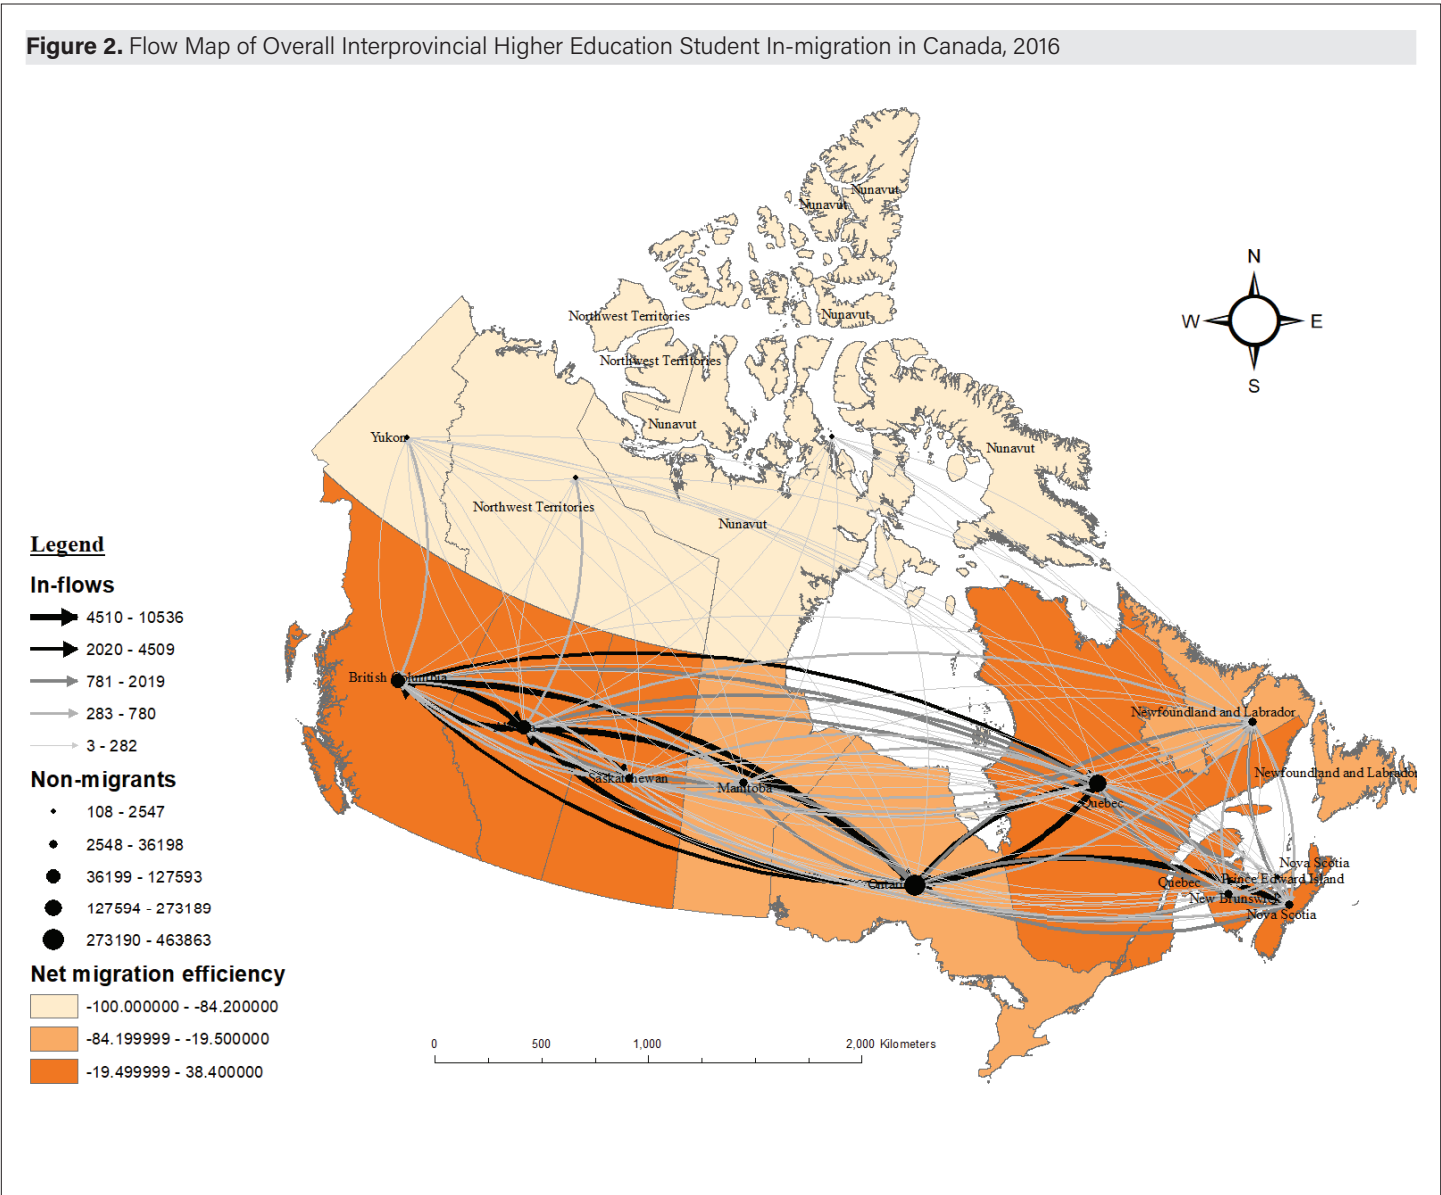 Figure 2. Flow Map of Overall Interprovincial Higher Education Student In-migration in Canada, 2016
Nunavut
Nunavut
N
W E
S
Northwest Territories
Nunavut
Northwest Territories
Nunavut
Yukon
Nunavut
Northwest Territories
Nunavut
British Columbia
Newfoundland and Labrador
Newfoundland and Labrador
Saskatchewan
Manitoba
Quebec
Ontario
Nova Scotia
Quebec
Prince Edward Island
New Brunswick
Nova Scotia
Legend
In-flows
4510 - 10536
2020 - 4509
781 - 2019
283 - 780
3 - 282
Non-migrants
108 - 2547
2548 - 36198
36199 - 127593
127594 - 273189
273190 - 463863
Net migration efficiency
-100.000000 - -84.200000
-84.199999 - -19.500000
-19.499999 - 38.400000
0 500 1,000 2,000 Kilometers